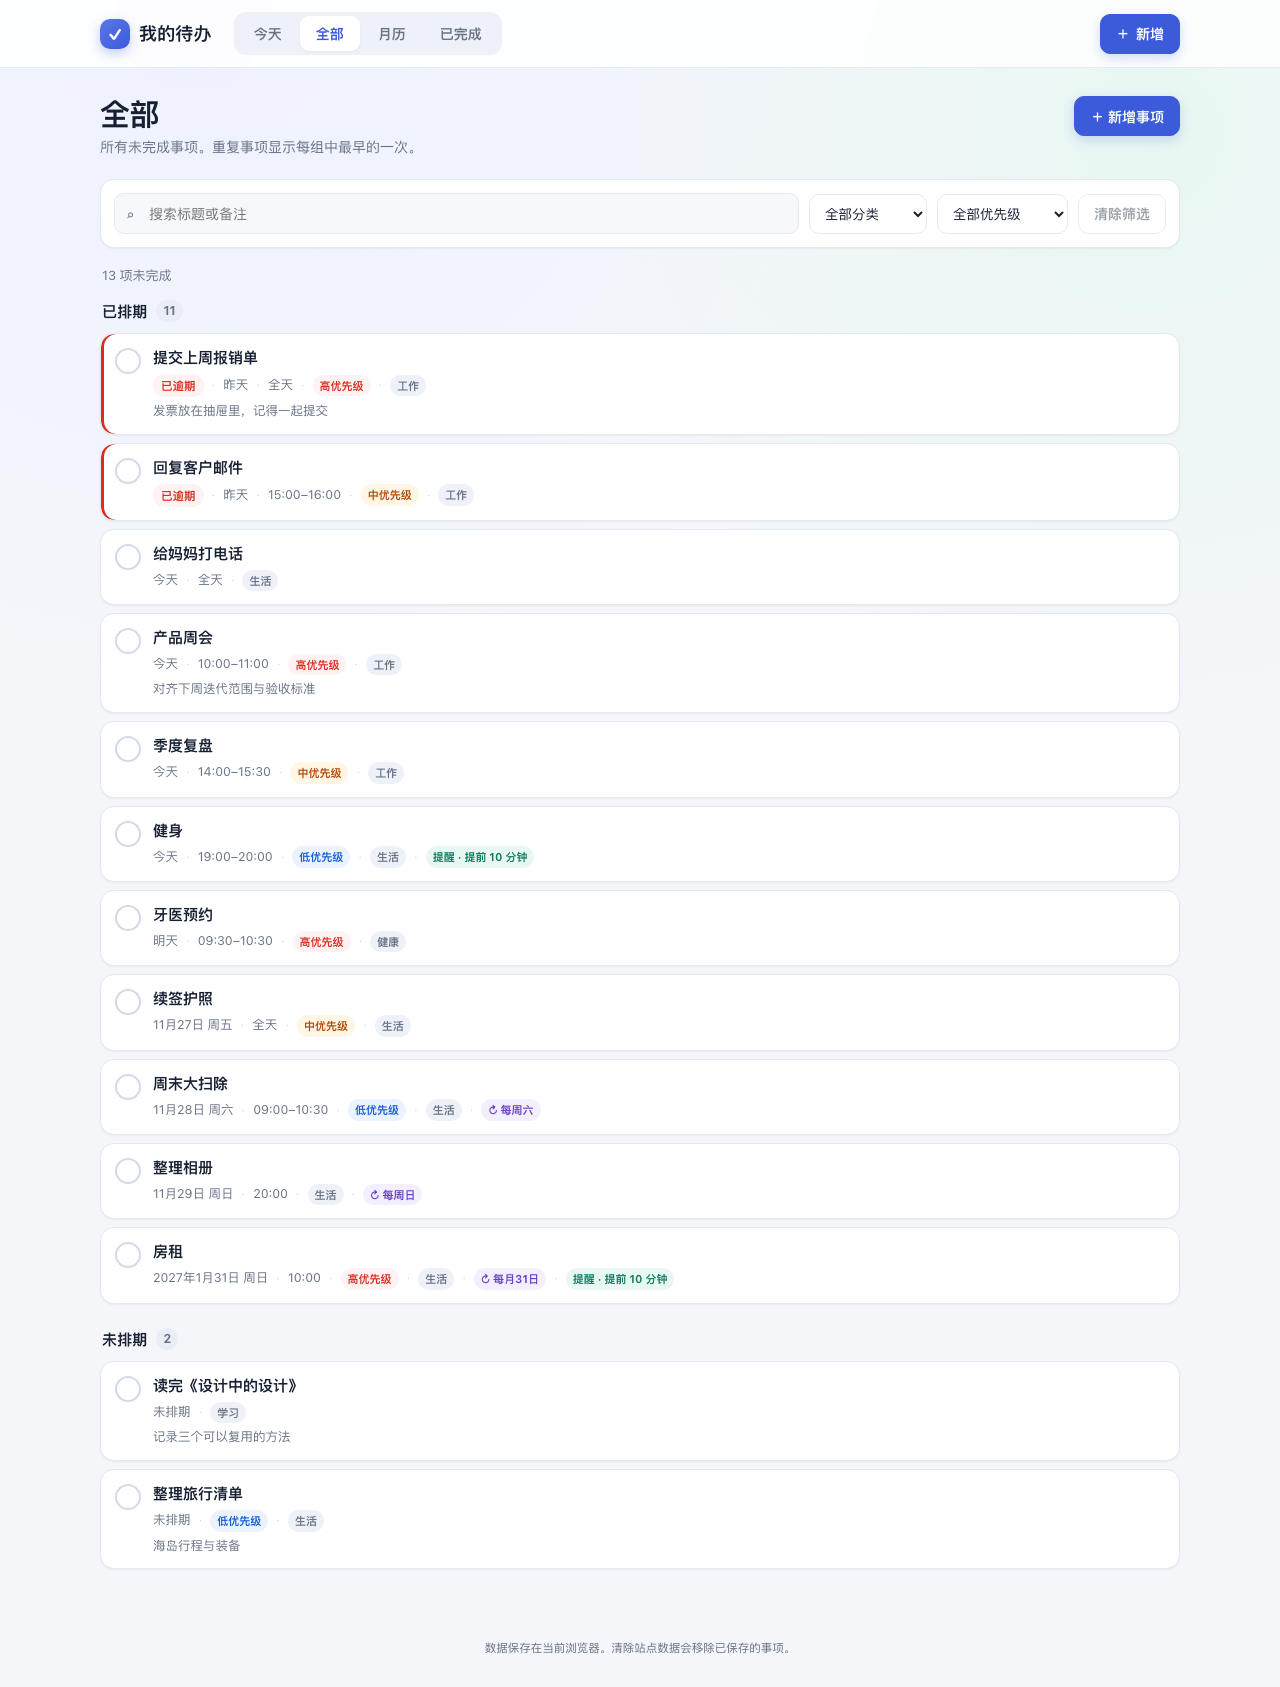 我的待办 今天 全部 月历 已完成 + 新增
全部 + 新增事项
所有未完成事项。重复事项显示每组中最早的一次。
搜索标题或备注 全部分类 全部优先级 清除筛选
13 项未完成
已排期 11
提交上周报销单
已逾期 · 昨天 · 全天 · 高优先级 · 工作
发票放在抽屉里，记得一起提交
回复客户邮件
已逾期 · 昨天 · 15:00–16:00 · 中优先级 · 工作
给妈妈打电话
今天 · 全天 · 生活
产品周会
今天 · 10:00–11:00 · 高优先级 · 工作
对齐下周迭代范围与验收标准
季度复盘
今天 · 14:00–15:30 · 中优先级 · 工作
健身
今天 · 19:00–20:00 · 低优先级 · 生活 · 提醒 · 提前 10 分钟
牙医预约
明天 · 09:30–10:30 · 高优先级 · 健康
续签护照
11月27日 周五 · 全天 · 中优先级 · 生活
周末大扫除
11月28日 周六 · 09:00–10:30 · 低优先级 · 生活 · ↻ 每周六
整理相册
11月29日 周日 · 20:00 · 生活 · ↻ 每周日
房租
2027年1月31日 周日 · 10:00 · 高优先级 · 生活 · ↻ 每月31日 · 提醒 · 提前 10 分钟
未排期 2
读完《设计中的设计》
未排期 · 学习
记录三个可以复用的方法
整理旅行清单
未排期 · 低优先级 · 生活
海岛行程与装备
数据保存在当前浏览器。清除站点数据会移除已保存的事项。